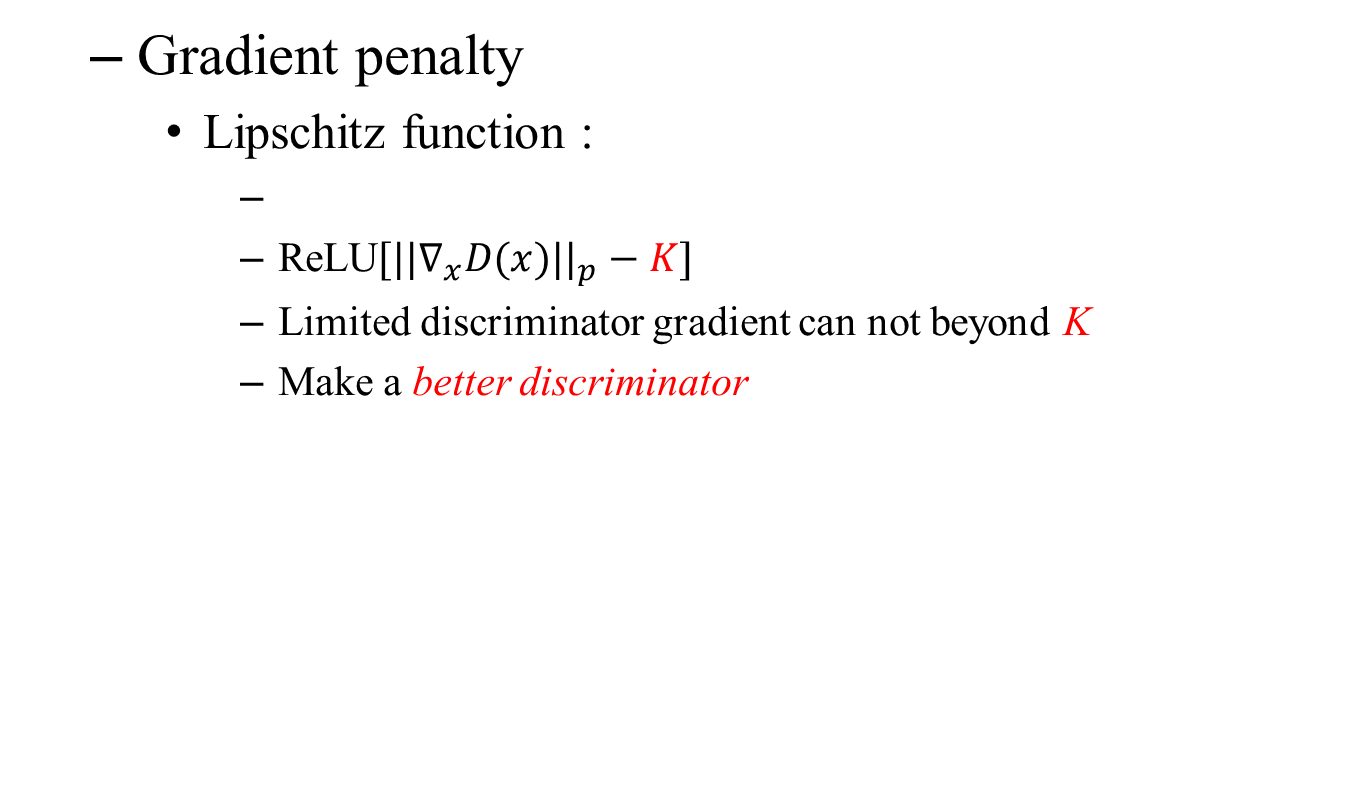 – Gradient penalty
• Lipschitz function :
–
– ReLU[||∇ₓD(x)||ₚ − K]
– Limited discriminator gradient can not beyond K
– Make a better discriminator